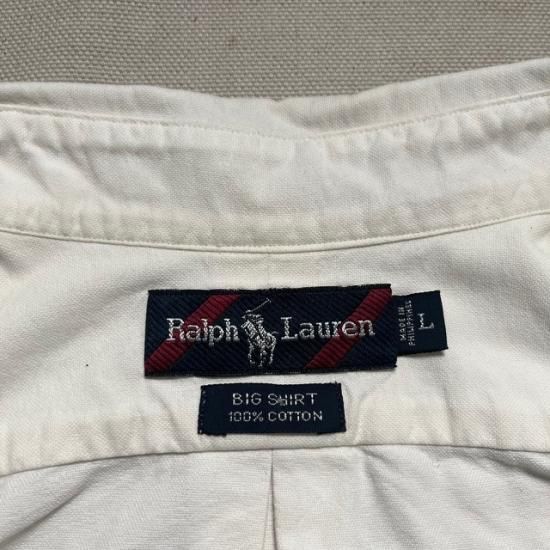 Ralph Lauren
MADE IN
PHILIPPINES
L
BIG SHIRT
100% COTTON